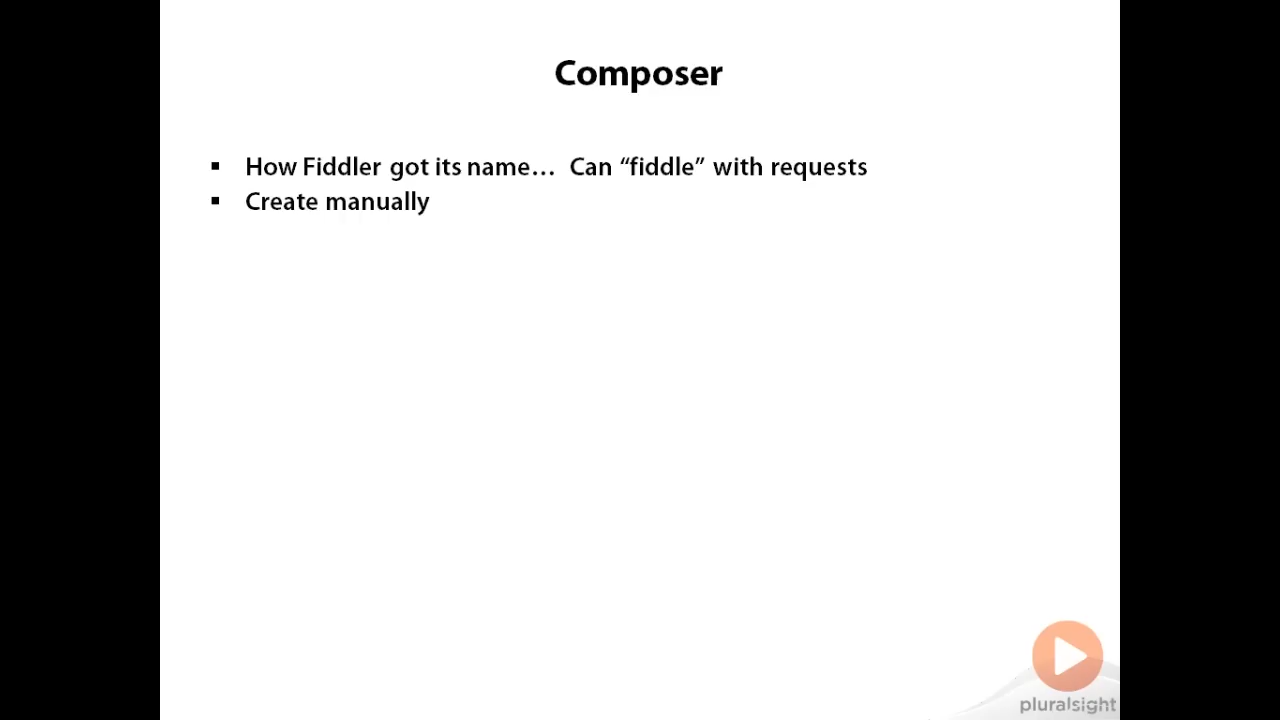 Composer
▪ How Fiddler got its name… Can “fiddle” with requests
▪ Create manually
pluralsight